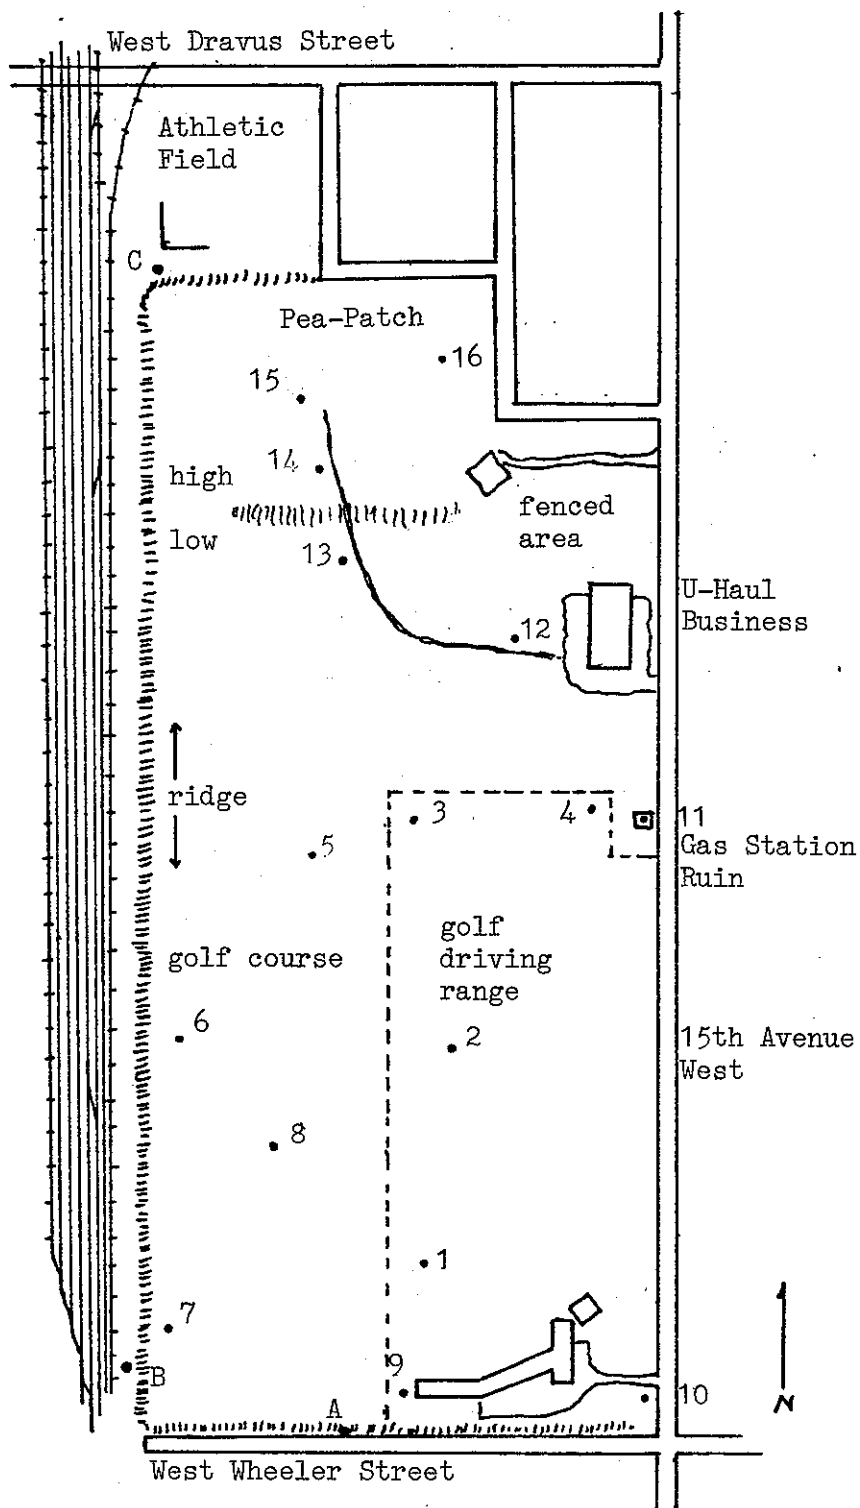 West Dravus Street
Athletic
Field
C
Pea-Patch
16
15
14
high
fenced
area
low
13
U-Haul
Business
12
ridge
3
4
11
Gas Station
Ruin
5
golf
driving
range
golf course
6
2
15th Avenue
West
8
1
7
B
9
10
A
N
West Wheeler Street